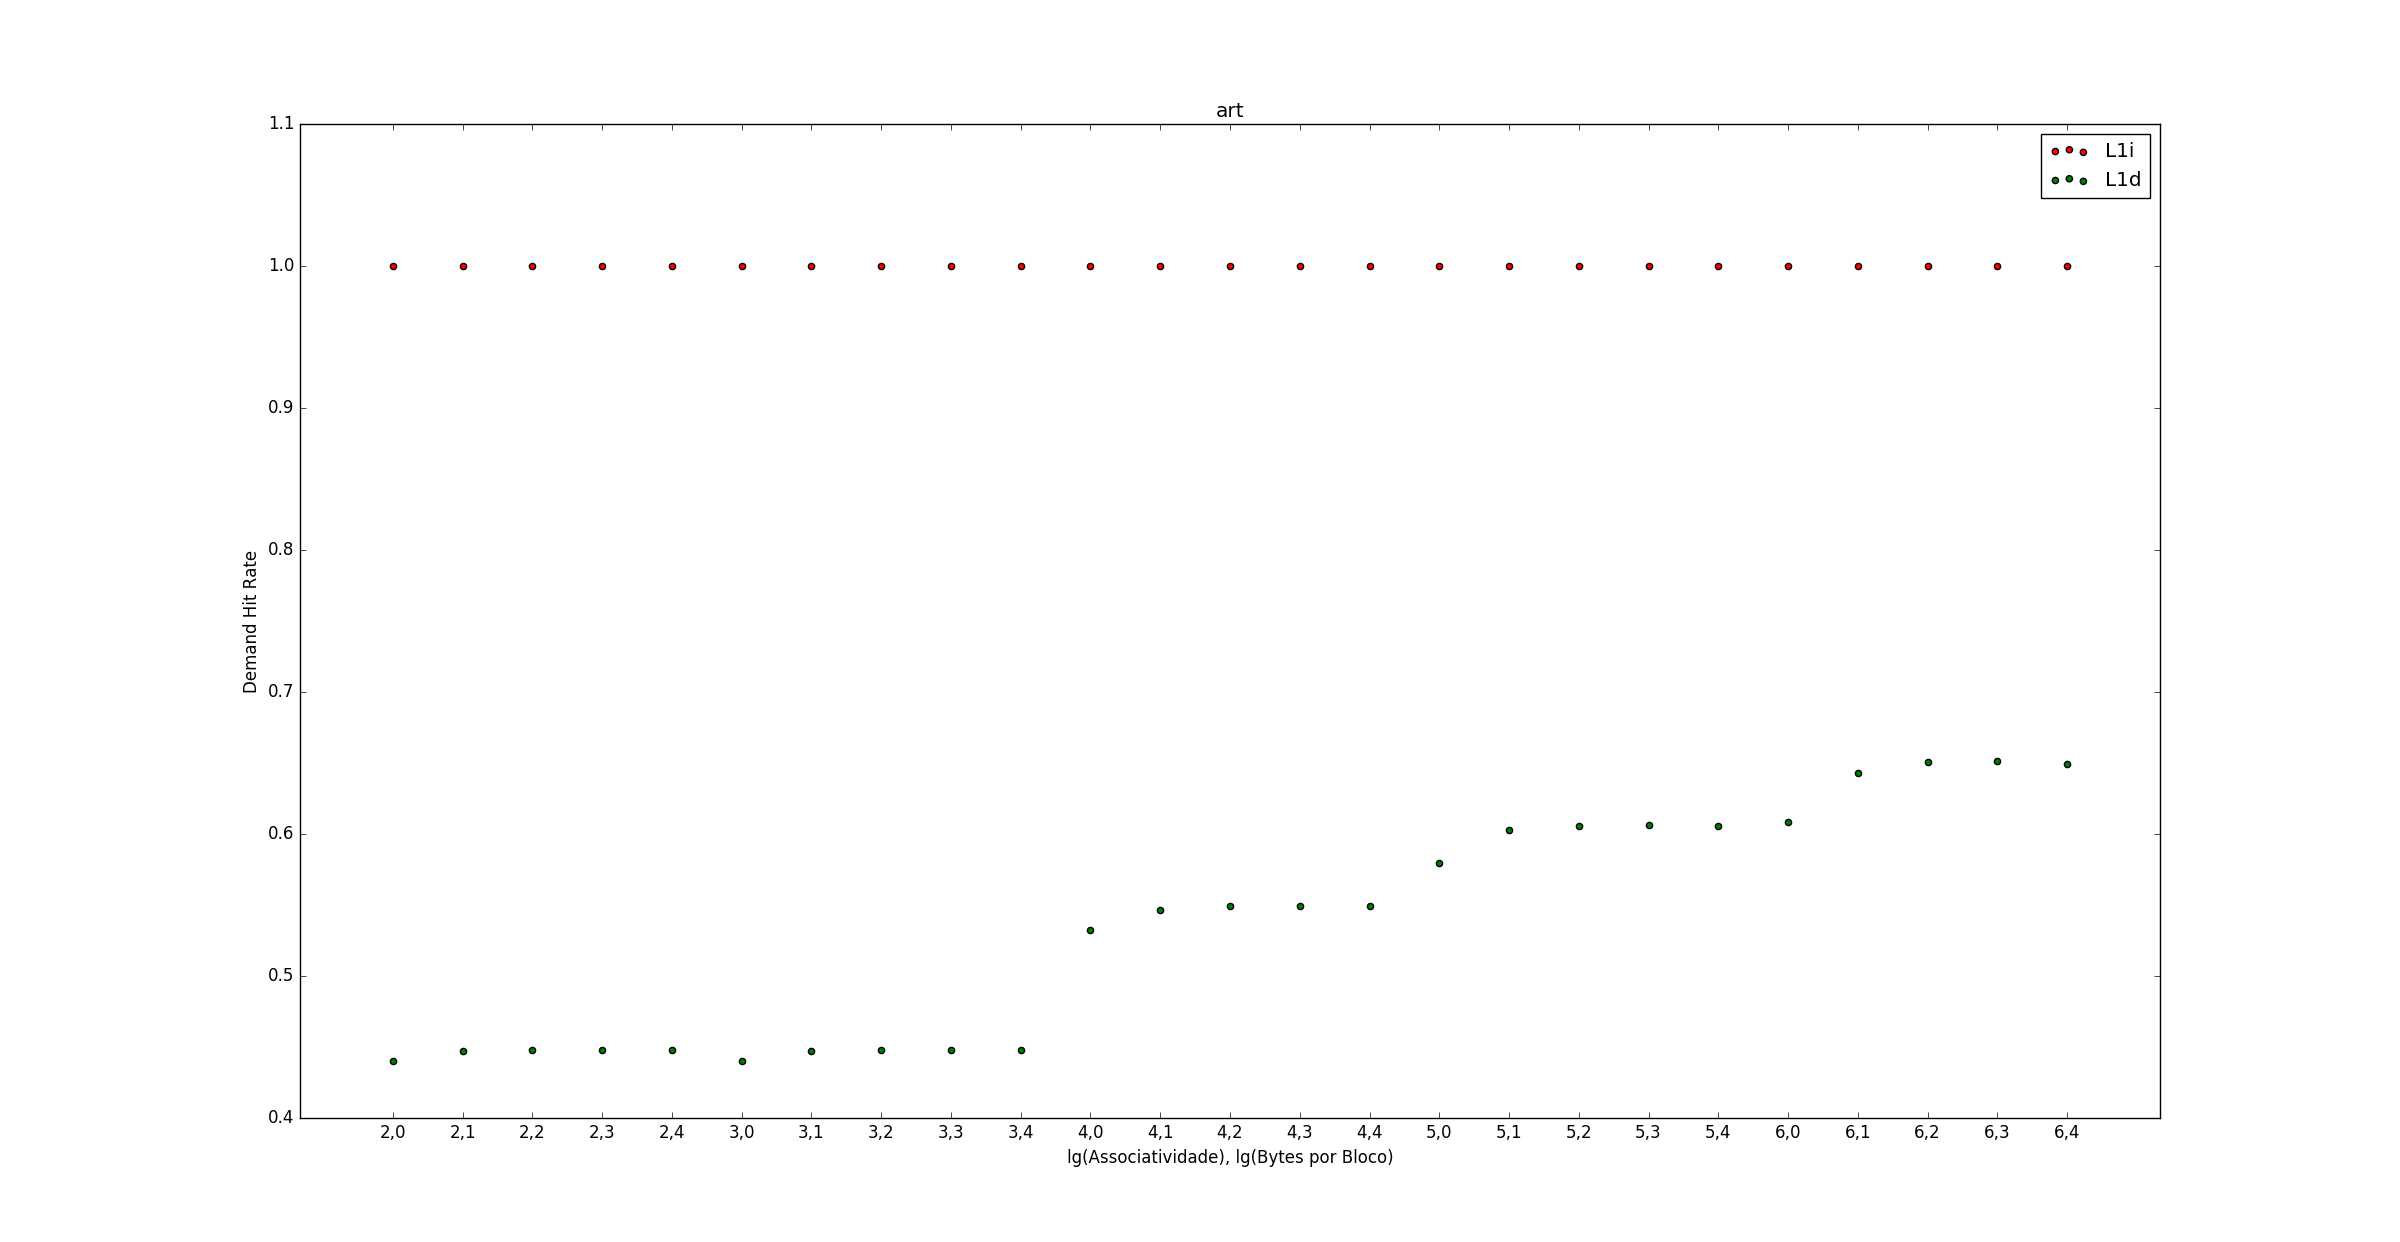 art
1.1
L1i
L1d
1.0
0.9
0.8
0.7
0.6
0.5
0.4
Demand Hit Rate
2,0 2,1 2,2 2,3 2,4 3,0 3,1 3,2 3,3 3,4 4,0 4,1 4,2 4,3 4,4 5,0 5,1 5,2 5,3 5,4 6,0 6,1 6,2 6,3 6,4
lg(Associatividade), lg(Bytes por Bloco)